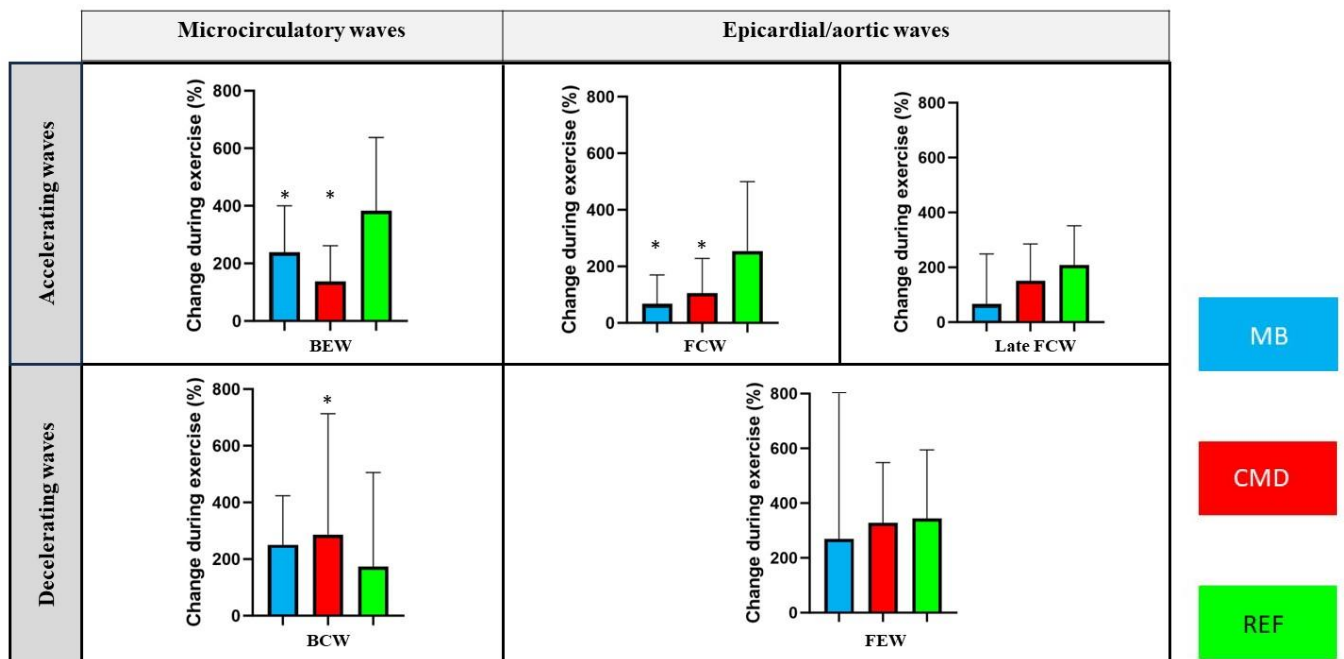 Microcirculatory waves
Epicardial/aortic waves
Accelerating waves
Change during exercise (%)
800
600
400
200
0
*
*
BEW
Change during exercise (%)
800
600
400
200
0
*
*
FCW
Change during exercise (%)
800
600
400
200
0
Late FCW
Decelerating waves
Change during exercise (%)
800
600
400
200
0
*
BCW
Change during exercise (%)
800
600
400
200
0
FEW
MB
CMD
REF